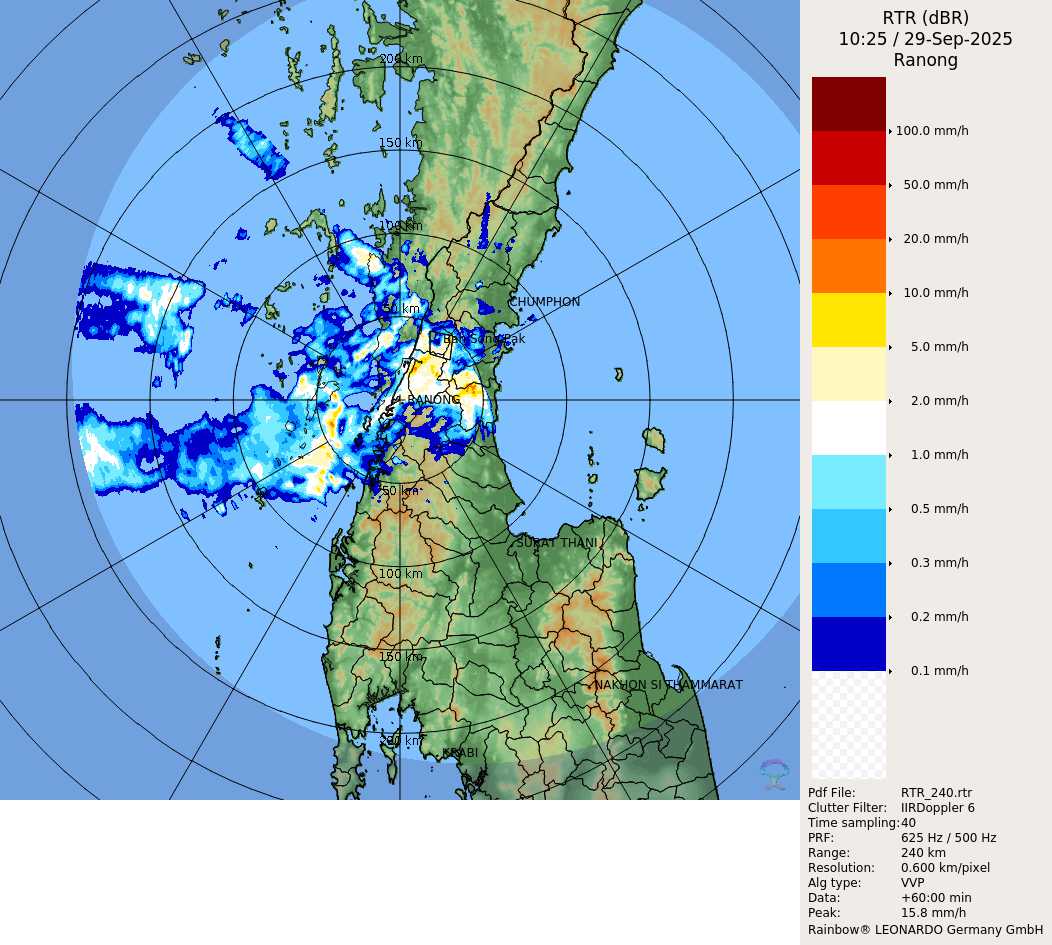 RTR (dBR)
10:25 / 29-Sep-2025
Ranong
200 km
150 km
100 km
50 km
CHUMPHON
Ban Song Pak
RANONG
50 km
SURAT THANI
100 km
150 km
NAKHON SI THAMMARAT
200 km
KRABI
100.0 mm/h
50.0 mm/h
20.0 mm/h
10.0 mm/h
5.0 mm/h
2.0 mm/h
1.0 mm/h
0.5 mm/h
0.3 mm/h
0.2 mm/h
0.1 mm/h
Pdf File: RTR_240.rtr
Clutter Filter: IIRDoppler 6
Time sampling:40
PRF: 625 Hz / 500 Hz
Range: 240 km
Resolution: 0.600 km/pixel
Alg type: VVP
Data: +60:00 min
Peak: 15.8 mm/h
Rainbow® LEONARDO Germany GmbH